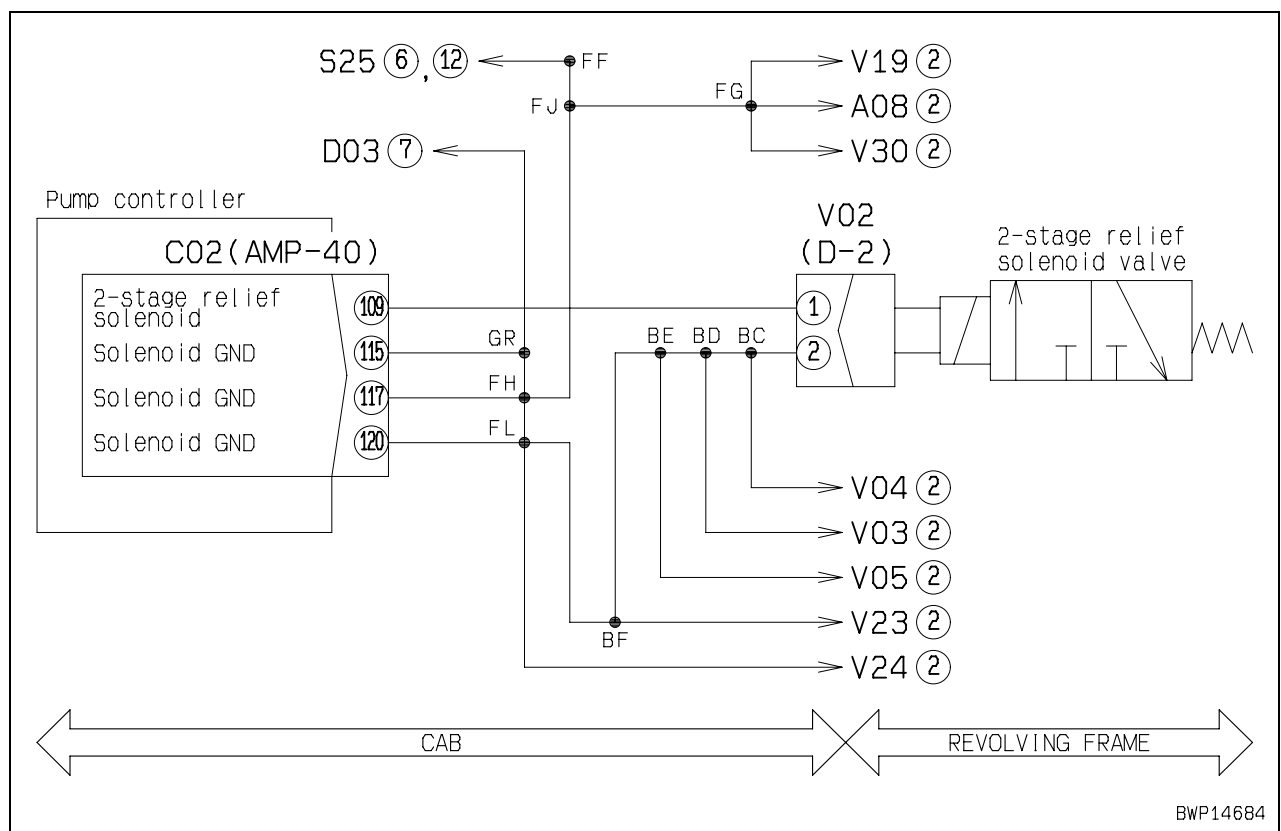 S25 ⑥,⑫ FF V19 ②
FJ FG A08 ②
D03 ⑦ V30 ②
Pump controller
C02(AMP-40)
V02
(D-2)
2-stage relief
solenoid valve
2-stage relief
solenoid
109
1
Solenoid GND 115 GR BE BD BC 2
Solenoid GND 117 FH
Solenoid GND 120 FL
V04 ②
V03 ②
V05 ②
V23 ②
BF
V24 ②
CAB REVOLVING FRAME
BWP14684